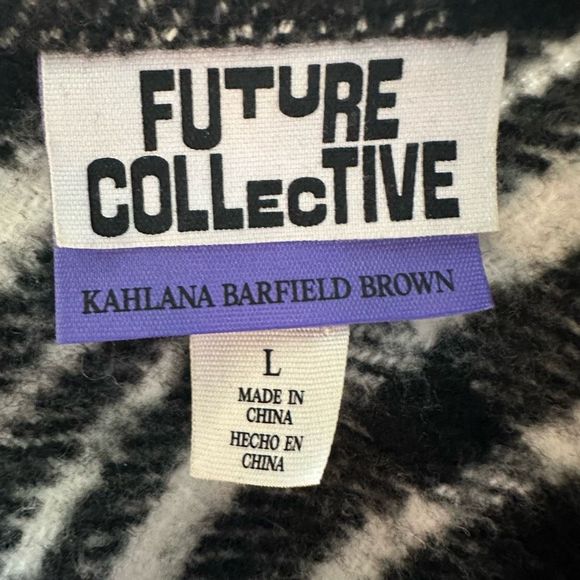 FUTURE
COLLECTIVE
KAHLANA BARFIELD BROWN
L
MADE IN
CHINA
HECHO EN
CHINA